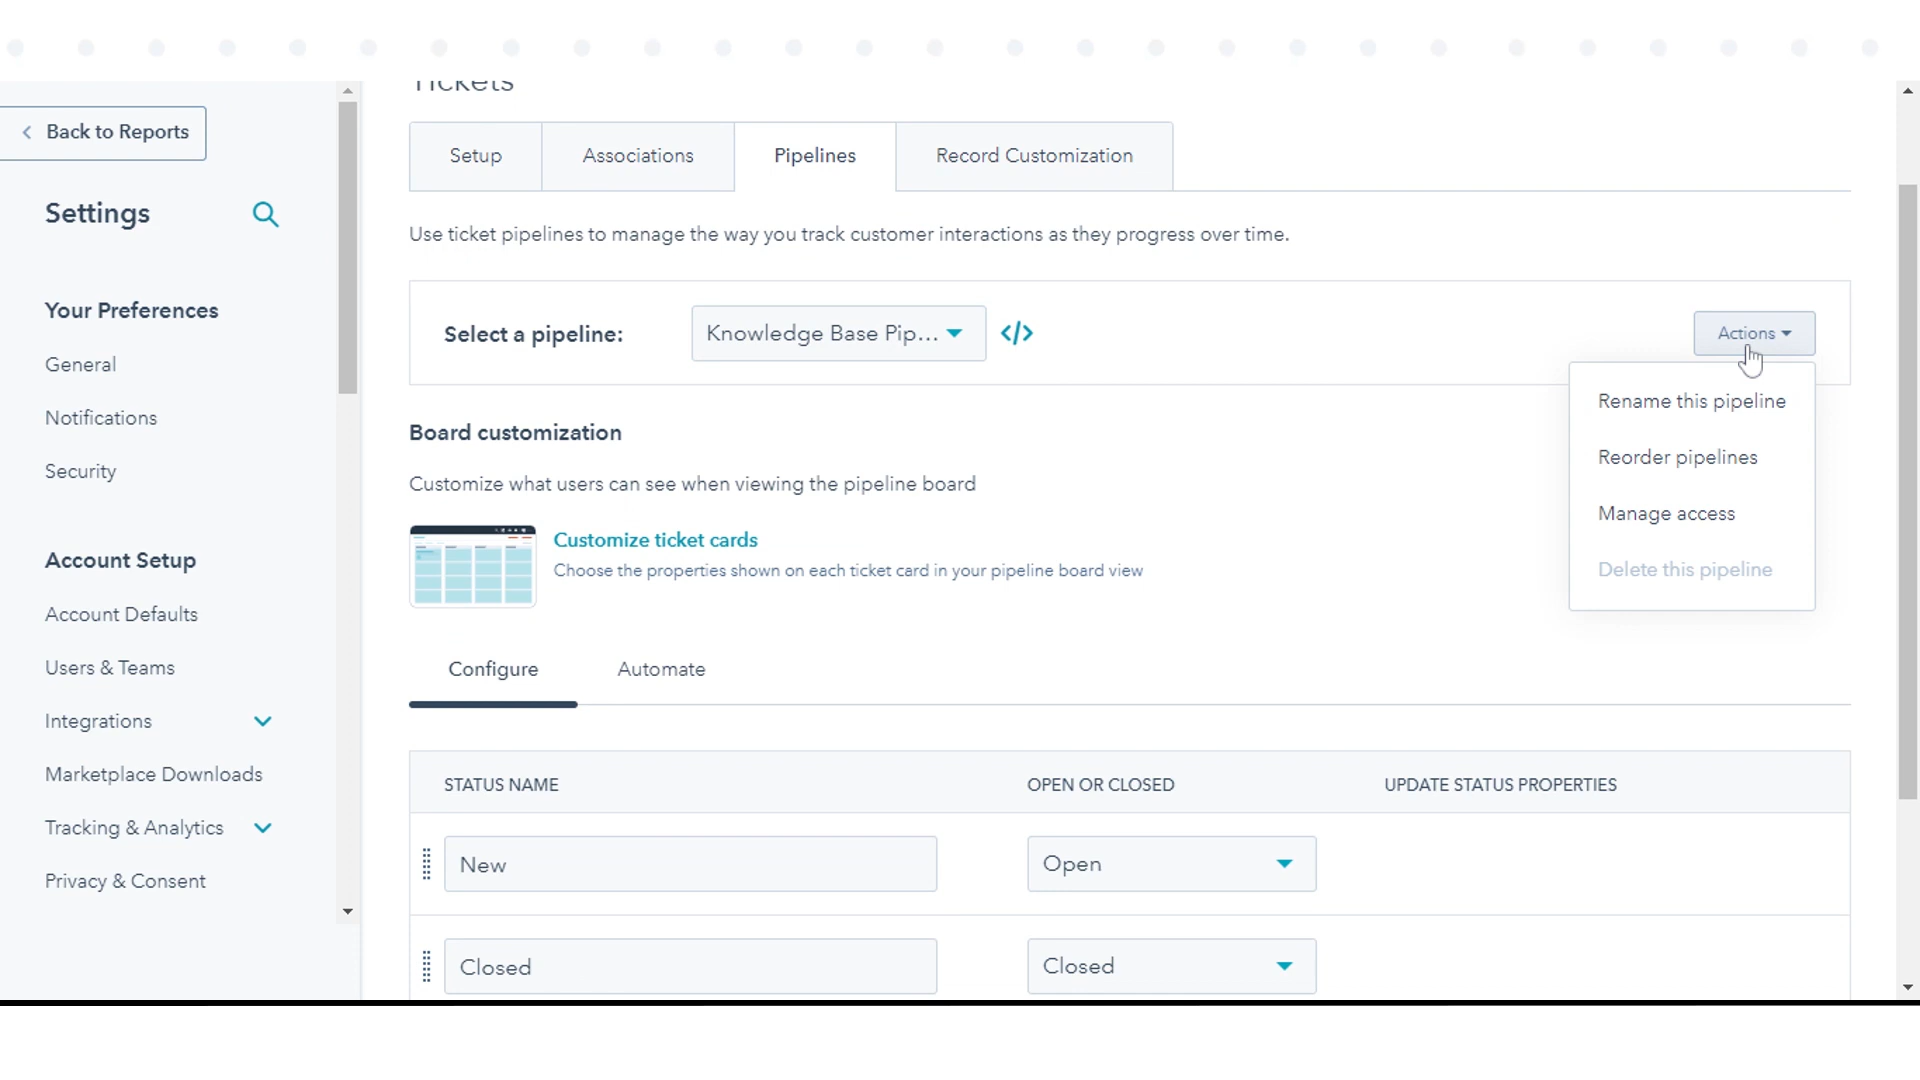 Tickets
Back to Reports
Setup
Associations
Pipelines
Record Customization
Settings
Use ticket pipelines to manage the way you track customer interactions as they progress over time.
Your Preferences
General
Notifications
Security
Select a pipeline:
Knowledge Base Pip...
</>
Actions
Rename this pipeline
Reorder pipelines
Manage access
Delete this pipeline
Board customization
Customize what users can see when viewing the pipeline board
Customize ticket cards
Choose the properties shown on each ticket card in your pipeline board view
Account Setup
Account Defaults
Users & Teams
Integrations
Marketplace Downloads
Tracking & Analytics
Privacy & Consent
Configure
Automate
STATUS NAME
OPEN OR CLOSED
UPDATE STATUS PROPERTIES
New
Open
Closed
Closed